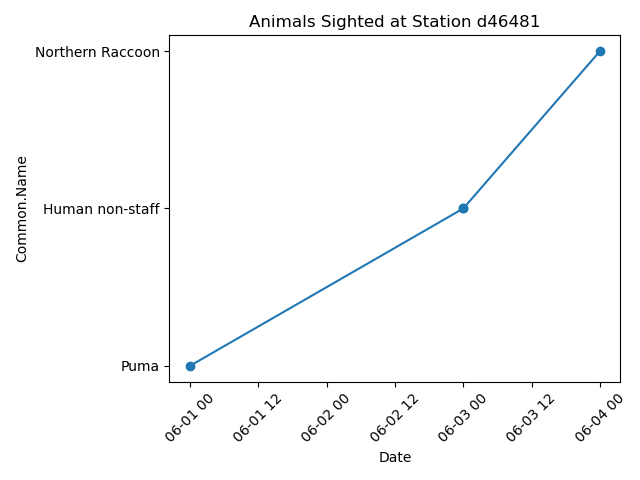 Animals Sighted at Station d46481
Northern Raccoon
Human non-staff
Puma
Common.Name
06-01 00
06-01 12
06-02 00
06-02 12
06-03 00
06-03 12
06-04 00
Date